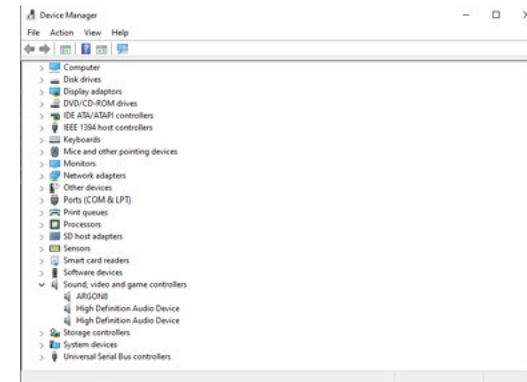 Device Manager
File Action View Help
Computer
Disk drives
Display adaptors
DVD/CD-ROM drives
IDE ATA/ATAPI controllers
IEEE 1394 host controllers
Keyboards
Mice and other pointing devices
Monitors
Network adapters
Other devices
Ports (COM & LPT)
Print queues
Processors
SD host adapters
Sensors
Smart card readers
Software devices
Sound, video and game controllers
ARGON8
High Definition Audio Device
High Definition Audio Device
Storage controllers
System devices
Universal Serial Bus controllers